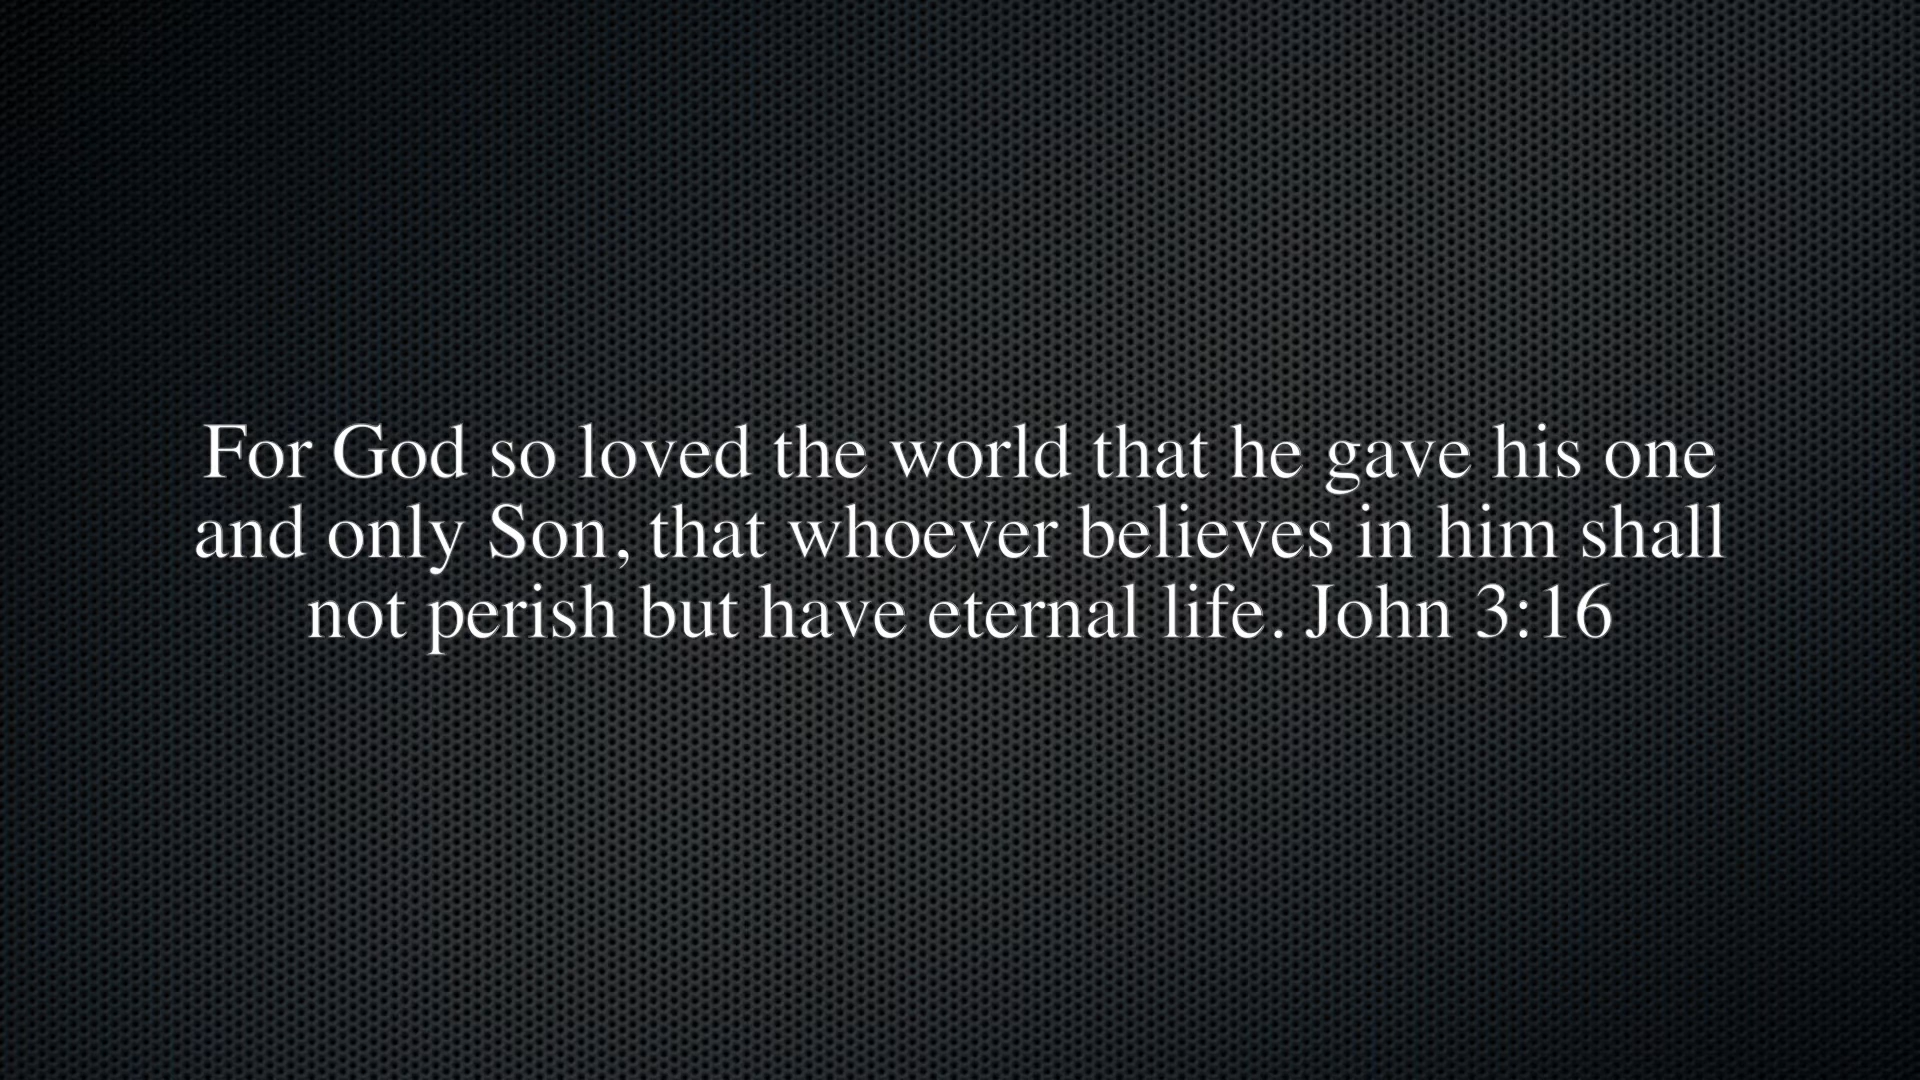 For God so loved the world that he gave his one
and only Son, that whoever believes in him shall
not perish but have eternal life. John 3:16